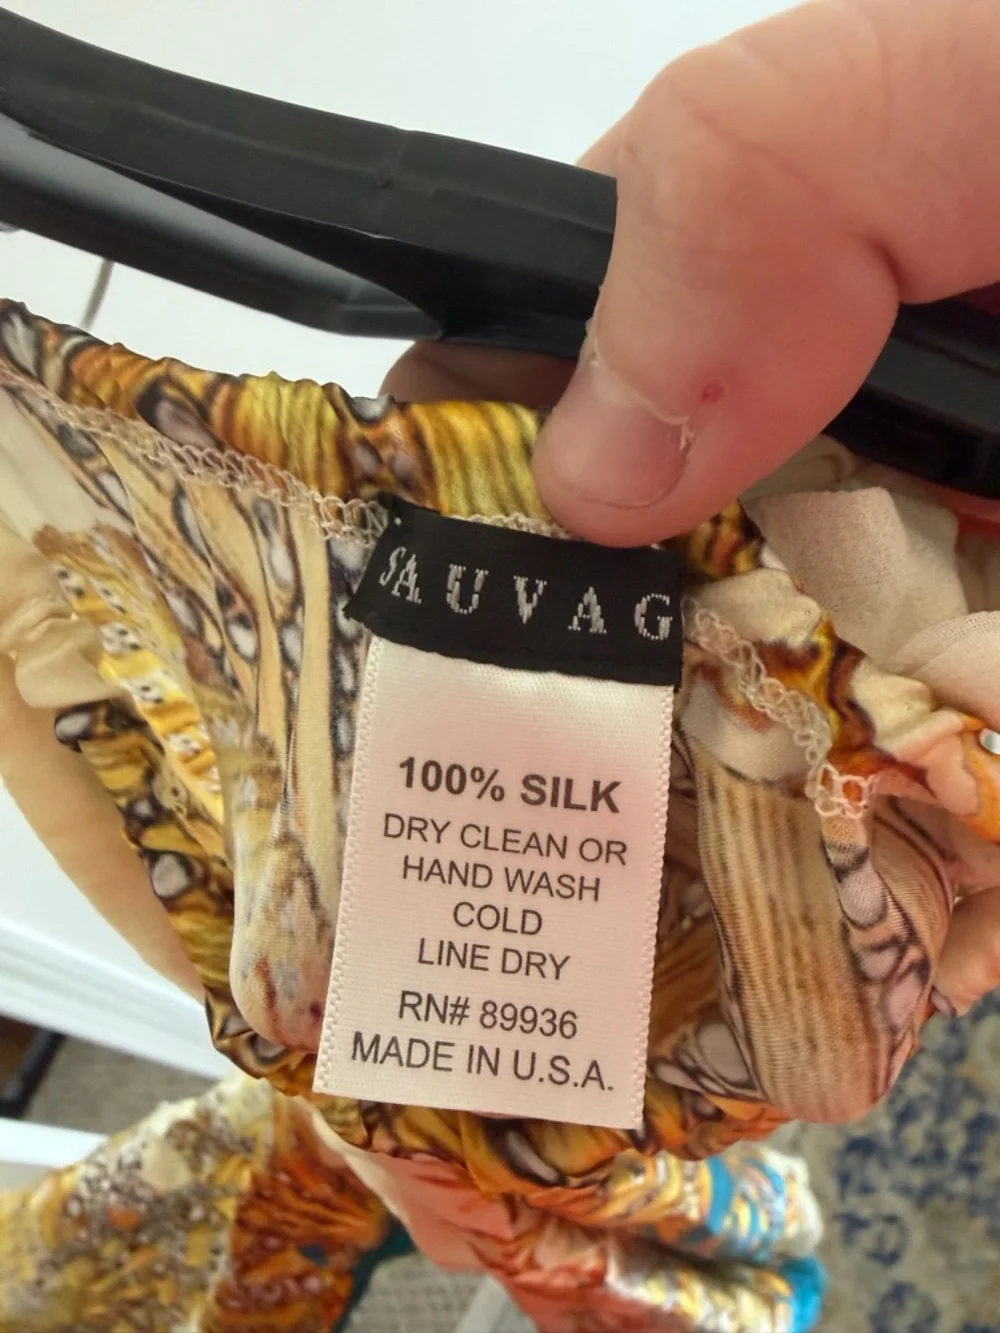 SAUVAG
100% SILK
DRY CLEAN OR
HAND WASH
COLD
LINE DRY
RN# 89936
MADE IN U.S.A.